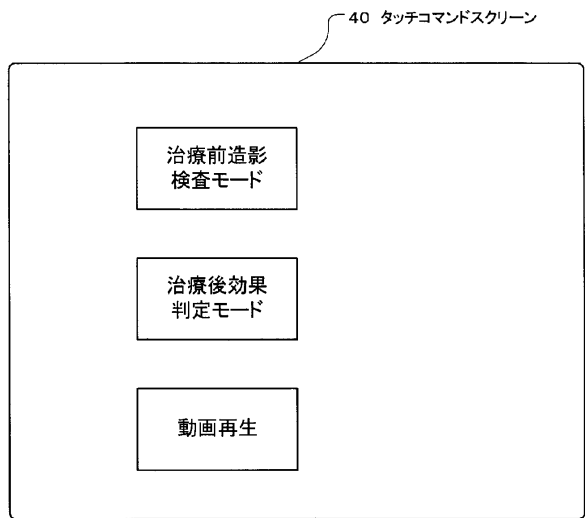 40 タッチコマンドスクリーン
治療前造影
検査モード
治療後効果
判定モード
動画再生